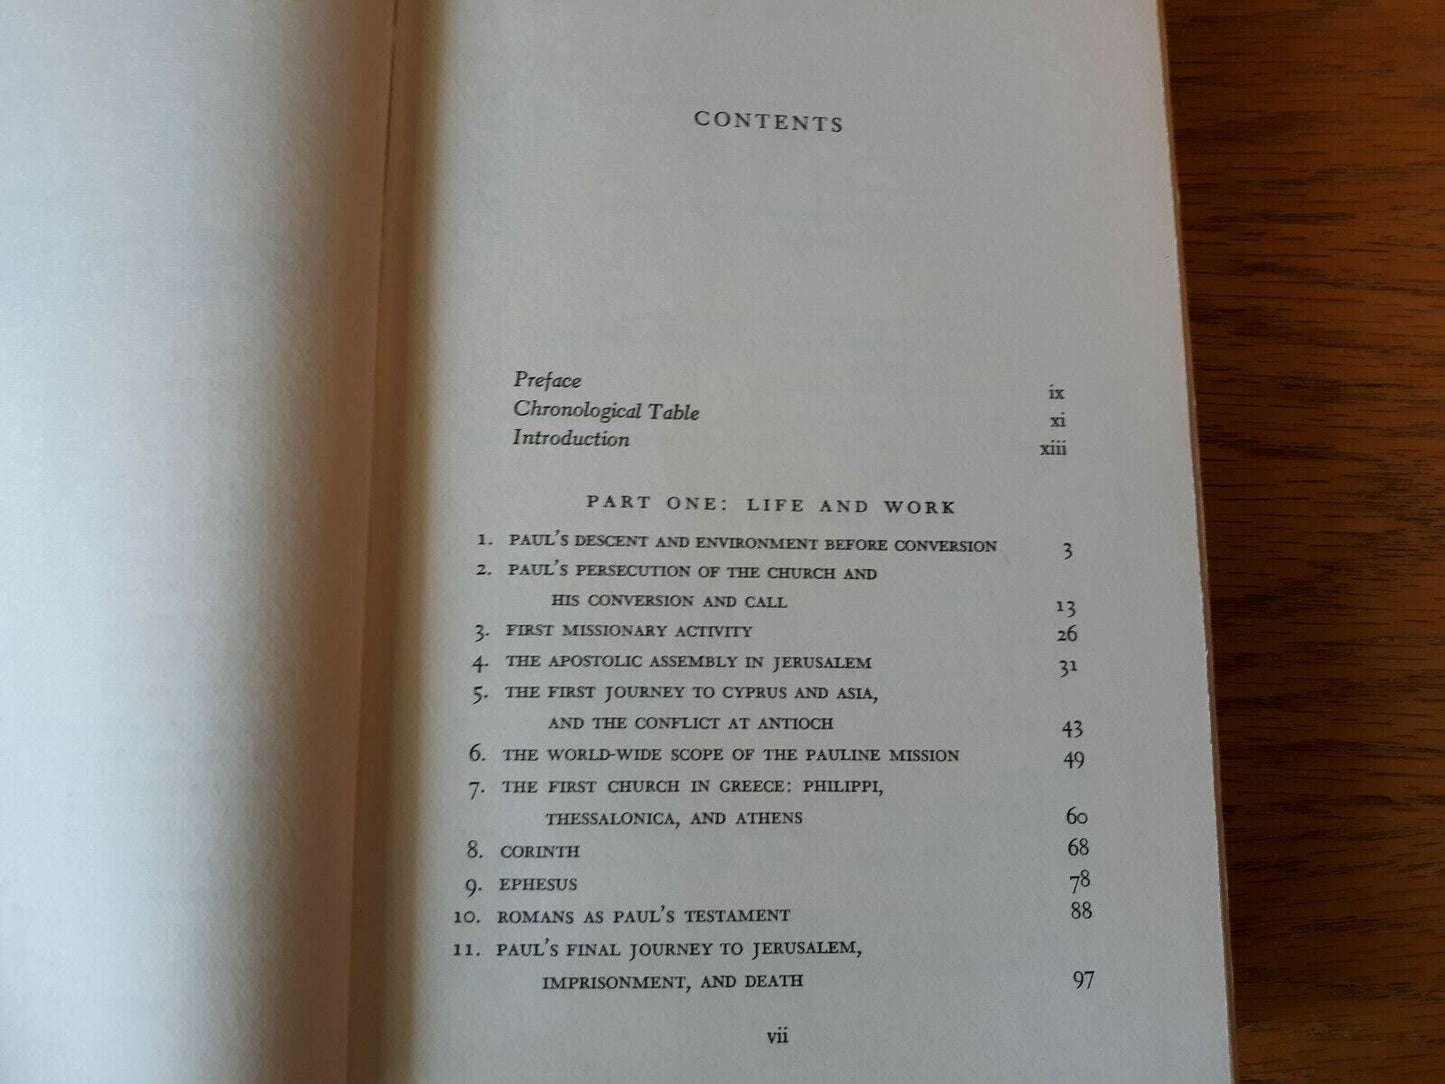 CONTENTS
Preface ix
Chronological Table xi
Introduction xiii
PART ONE: LIFE AND WORK
1. PAUL'S DESCENT AND ENVIRONMENT BEFORE CONVERSION 3
2. PAUL'S PERSECUTION OF THE CHURCH AND
HIS CONVERSION AND CALL 13
3. FIRST MISSIONARY ACTIVITY 26
4. THE APOSTOLIC ASSEMBLY IN JERUSALEM 31
5. THE FIRST JOURNEY TO CYPRUS AND ASIA,
AND THE CONFLICT AT ANTIOCH 43
6. THE WORLD-WIDE SCOPE OF THE PAULINE MISSION 49
7. THE FIRST CHURCH IN GREECE: PHILIPPI,
THESSALONICA, AND ATHENS 60
8. CORINTH 68
9. EPHESUS 78
10. ROMANS AS PAUL'S TESTAMENT 88
11. PAUL'S FINAL JOURNEY TO JERUSALEM,
IMPRISONMENT, AND DEATH 97
vii